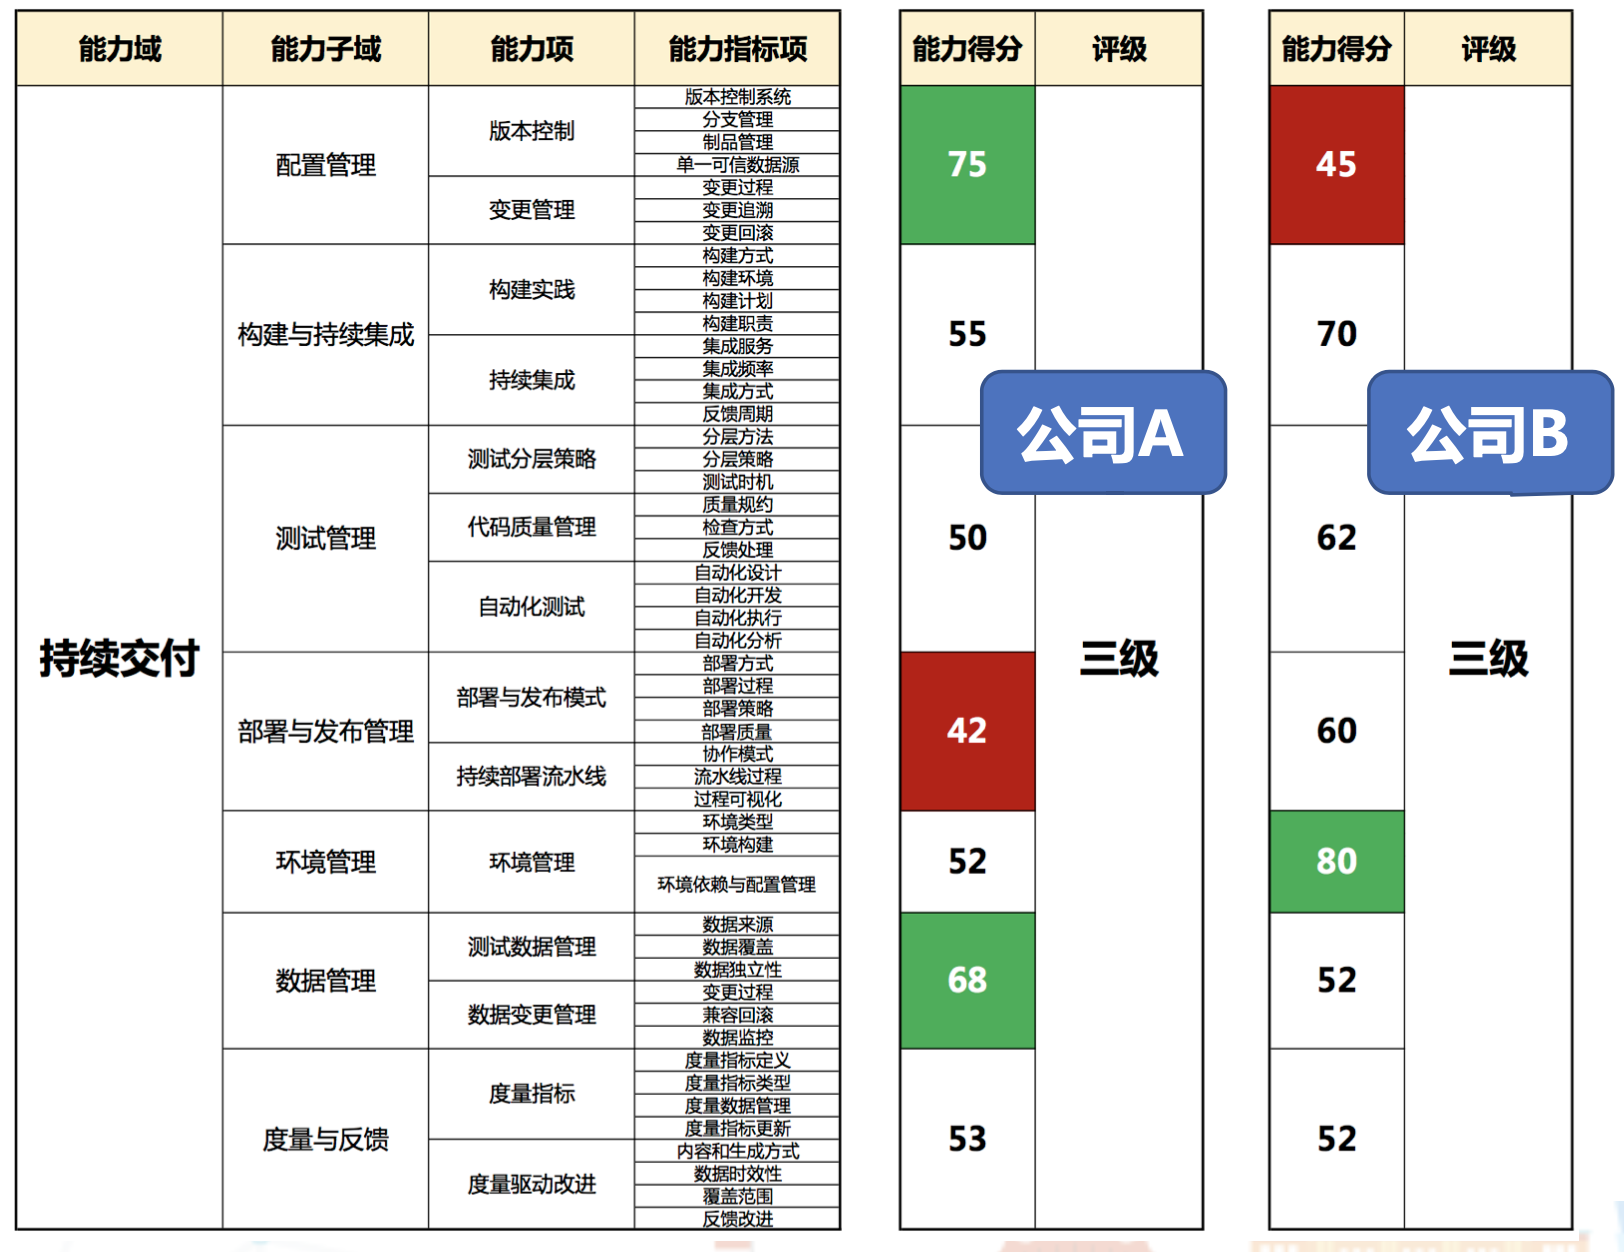 能力域 能力子域 能力项 能力指标项 能力得分 评级 能力得分 评级
持续交付
配置管理
版本控制
版本控制系统
分支管理
制品管理
单一可信数据源
变更管理
变更过程
变更追溯
变更回滚
75
45
构建与持续集成
构建实践
构建方式
构建环境
构建计划
构建职责
持续集成
集成服务
集成频率
集成方式
反馈周期
55
70
公司A
公司B
测试管理
测试分层策略
分层方法
分层策略
测试时机
代码质量管理
质量规约
检查方式
反馈处理
自动化测试
自动化设计
自动化开发
自动化执行
自动化分析
50
62
三级
三级
部署与发布管理
部署与发布模式
部署方式
部署过程
部署策略
部署质量
持续部署流水线
协作模式
流水线过程
过程可视化
42
60
环境管理
环境管理
环境类型
环境构建
环境依赖与配置管理
52
80
数据管理
测试数据管理
数据来源
数据覆盖
数据独立性
数据变更管理
变更过程
兼容回滚
数据监控
68
52
度量与反馈
度量指标
度量指标定义
度量指标类型
度量数据管理
度量指标更新
度量驱动改进
内容和生成方式
数据时效性
覆盖范围
反馈改进
53
52